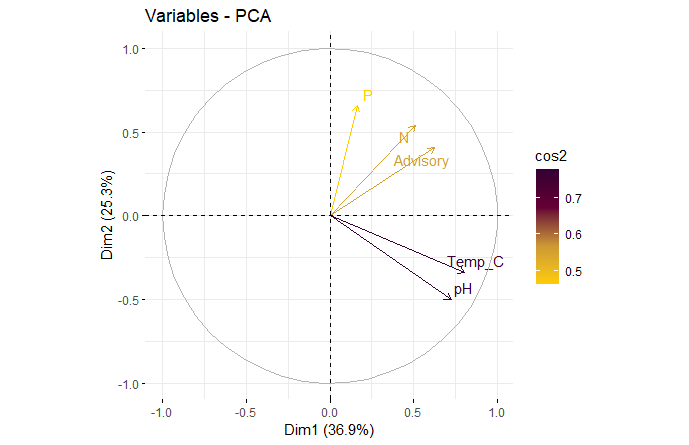 Variables - PCA
1.0
0.5
0.0
-0.5
-1.0
Dim2 (25.3%)
P
N
Advisory
Temp_C
pH
-1.0 -0.5 0.0 0.5 1.0
Dim1 (36.9%)
cos2
0.7
0.6
0.5